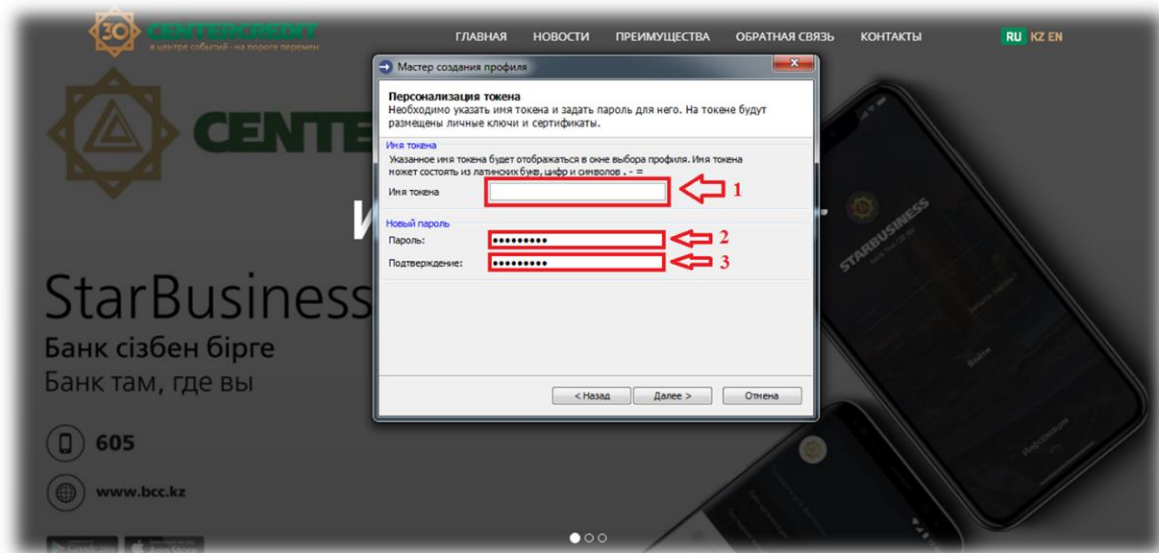 30 CENTERCREDIT
в центре событий - на пороге перемен
ГЛАВНАЯ НОВОСТИ ПРЕИМУЩЕСТВА ОБРАТНАЯ СВЯЗЬ КОНТАКТЫ RU KZ EN
CENTE
Мастер создания профиля
Персонализация токена
Необходимо указать имя токена и задать пароль для него. На токене будут
размещены личные ключи и сертификаты.
Имя токена
Указанное имя токена будет отображаться в окне выбора профиля. Имя токена
может состоять из латинских букв, цифр и символов . - =
Имя токена
1
Новый пароль
Пароль: 2
Подтверждение: 3
< Назад Далее > Отмена
StarBusiness
Банк сізбен бірге
Банк там, где вы
605
www.bcc.kz
STARBUSINESS
Войти
Информация